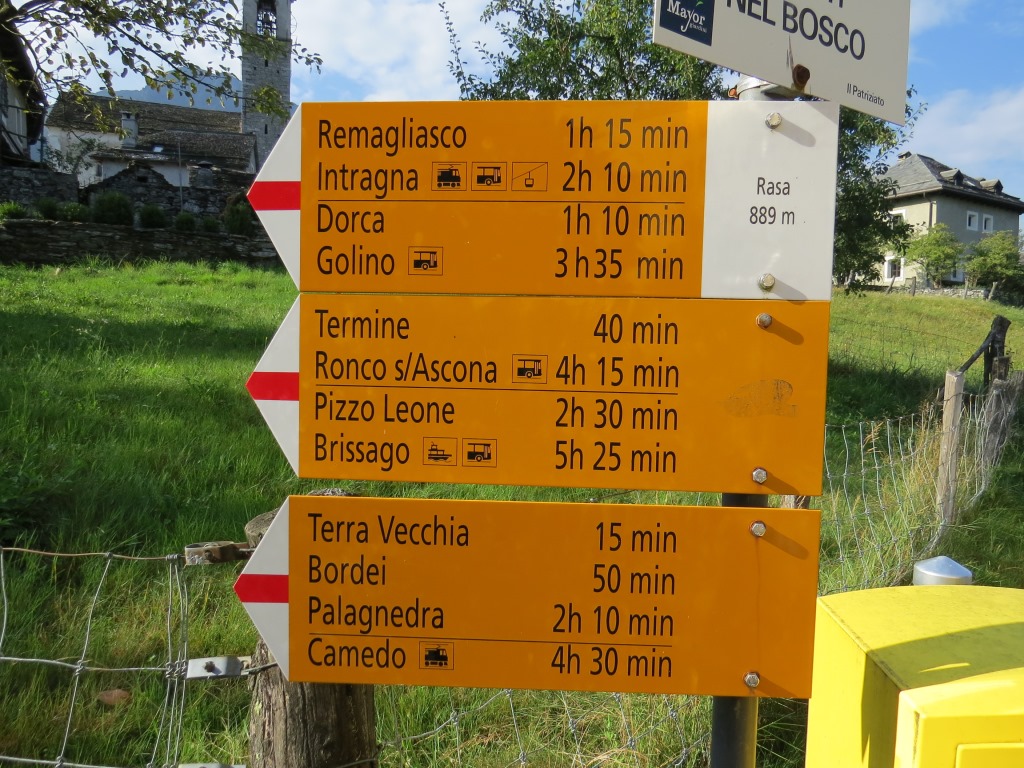 Mayor
NEL BOSCO
Il Patriziato
Remagliasco 1h 15 min
Intragna 2h 10 min
Dorca 1h 10 min
Golino 3h35 min
Rasa
889 m
Termine 40 min
Ronco s/Ascona 4h 15 min
Pizzo Leone 2h 30 min
Brissago 5h 25 min
Terra Vecchia 15 min
Bordei 50 min
Palagnedra 2h 10 min
Camedo 4h 30 min